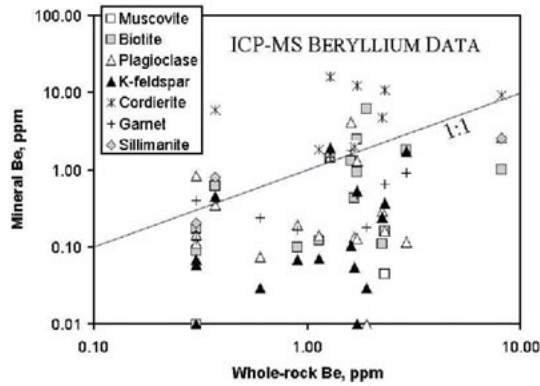 ICP-MS BERYLLIUM DATA
Muscovite
Biotite
Plagioclase
K-feldspar
Cordierite
Garnet
Sillimanite
1:1
Mineral Be, ppm
100.00
10.00
1.00
0.10
0.01
0.10 1.00 10.00
Whole-rock Be, ppm